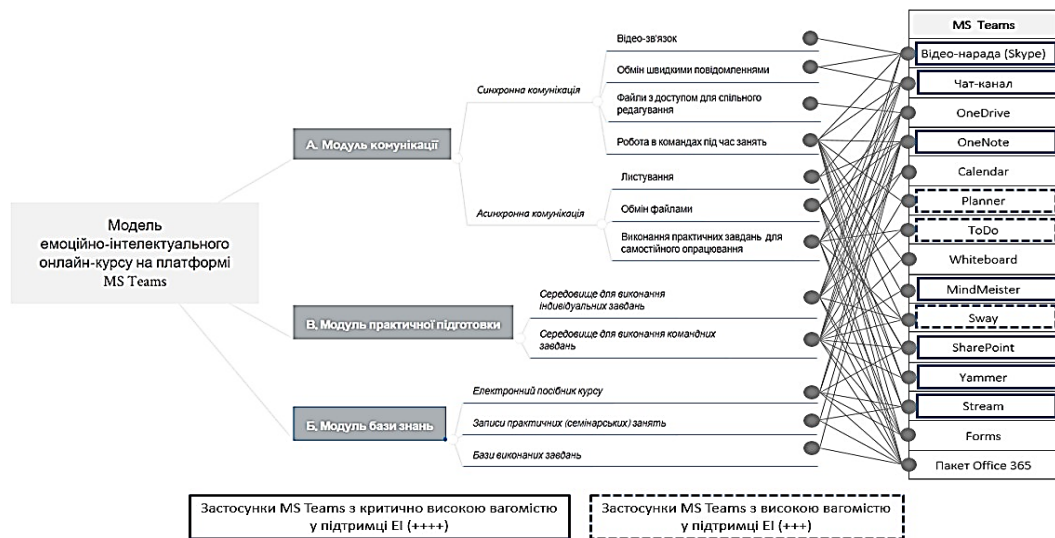 Модель
емоційно-інтелектуального
онлайн-курсу на платформі
MS Teams
А. Модуль комунікації
Синхронна комунікація
Відео-зв'язок
Обмін швидкими повідомленнями
Файли з доступом для спільного
редагування
Робота в командах під час занять
Асинхронна комунікація
Листування
Обмін файлами
Виконання практичних завдань для
самостійного опрацювання
В. Модуль практичної підготовки
Середовище для виконання
індивідуальних завдань
Середовище для виконання командних
завдань
Б. Модуль бази знань
Електронний посібник курсу
Записи практичних (семінарських) занять
Бази виконаних завдань
MS Teams
Відео-нарада (Skype)
Чат-канал
OneDrive
OneNote
Calendar
Planner
ToDo
Whiteboard
MindMeister
Sway
SharePoint
Yammer
Stream
Forms
Пакет Office 365
Застосунки MS Teams з критично високою вагомістю
у підтримці ЕІ (++++)
Застосунки MS Teams з високою вагомістю
у підтримці ЕІ (+++)